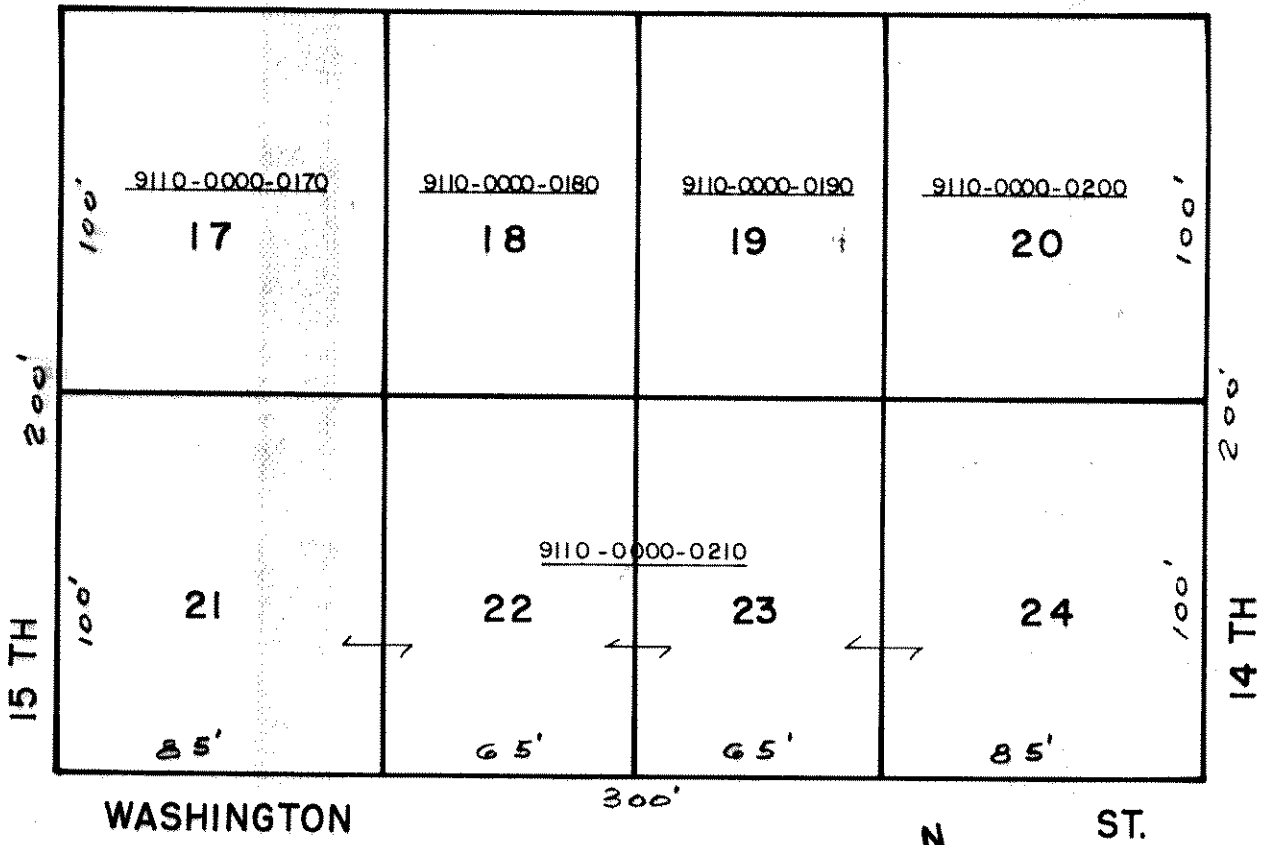 9110-0000-0170 9110-0000-0180 9110-0000-0190 9110-0000-0200
100' 17 18 19 20 100'
200' 200'
9110-0000-0210
100' 21 22 23 24 100'
15 TH 14 TH
85' 65' 65' 85'
300'
WASHINGTON ST.
N